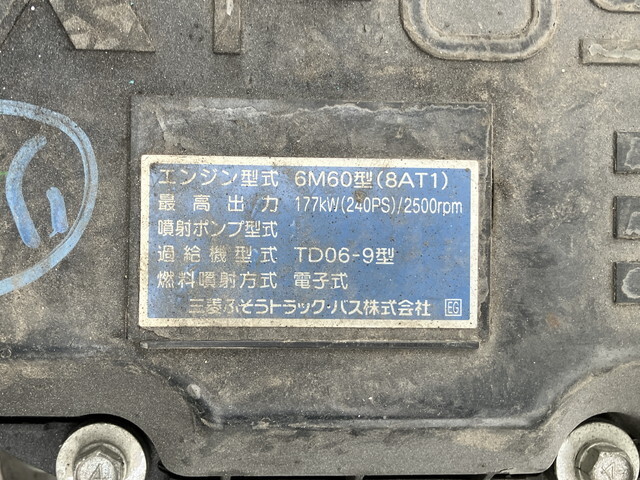 エンジン型式 6M60型(8AT1)
最高出力 177kW(240PS)/2500rpm
噴射ポンプ型式
過給機型式 TD06-9型
燃料噴射方式 電子式
三菱ふそうトラック・バス株式会社 EG